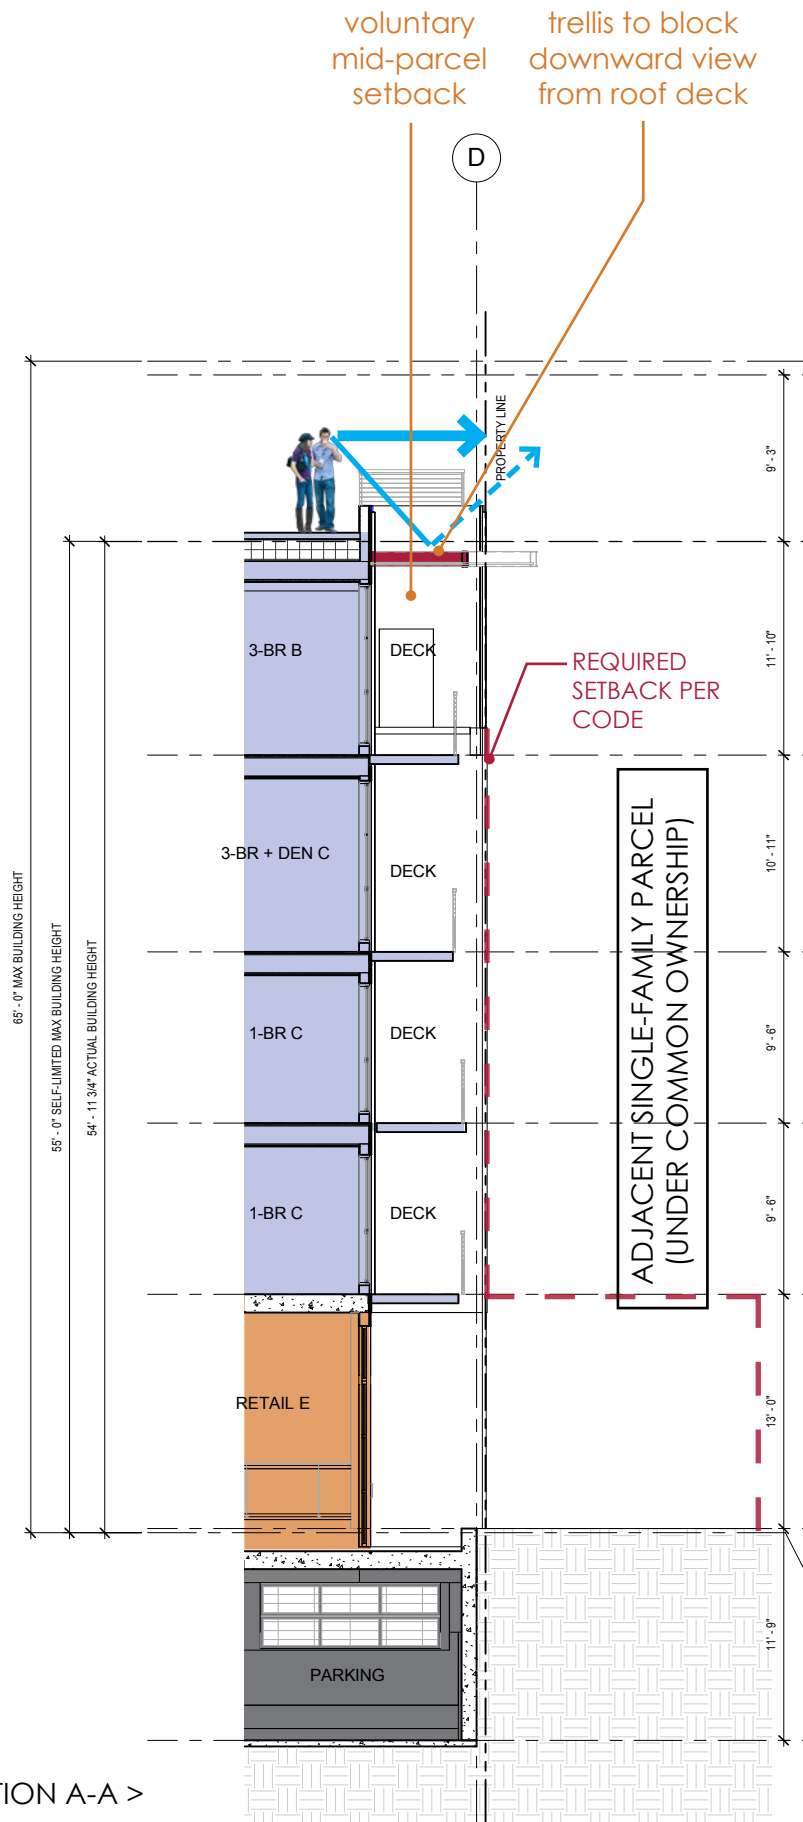 voluntary
mid-parcel
setback
trellis to block
downward view
from roof deck
D
PROPERTY LINE
9' - 3"
3-BR B
DECK
11' - 10"
REQUIRED
SETBACK PER
CODE
3-BR + DEN C
DECK
10' - 11"
ADJACENT SINGLE-FAMILY PARCEL
(UNDER COMMON OWNERSHIP)
65' - 0" MAX BUILDING HEIGHT
55' - 0" SELF-LIMITED MAX BUILDING HEIGHT
54' - 11 3/4" ACTUAL BUILDING HEIGHT
1-BR C
DECK
9' - 6"
1-BR C
DECK
9' - 6"
RETAIL E
13' - 0"
PARKING
11' - 9"
TION A-A >